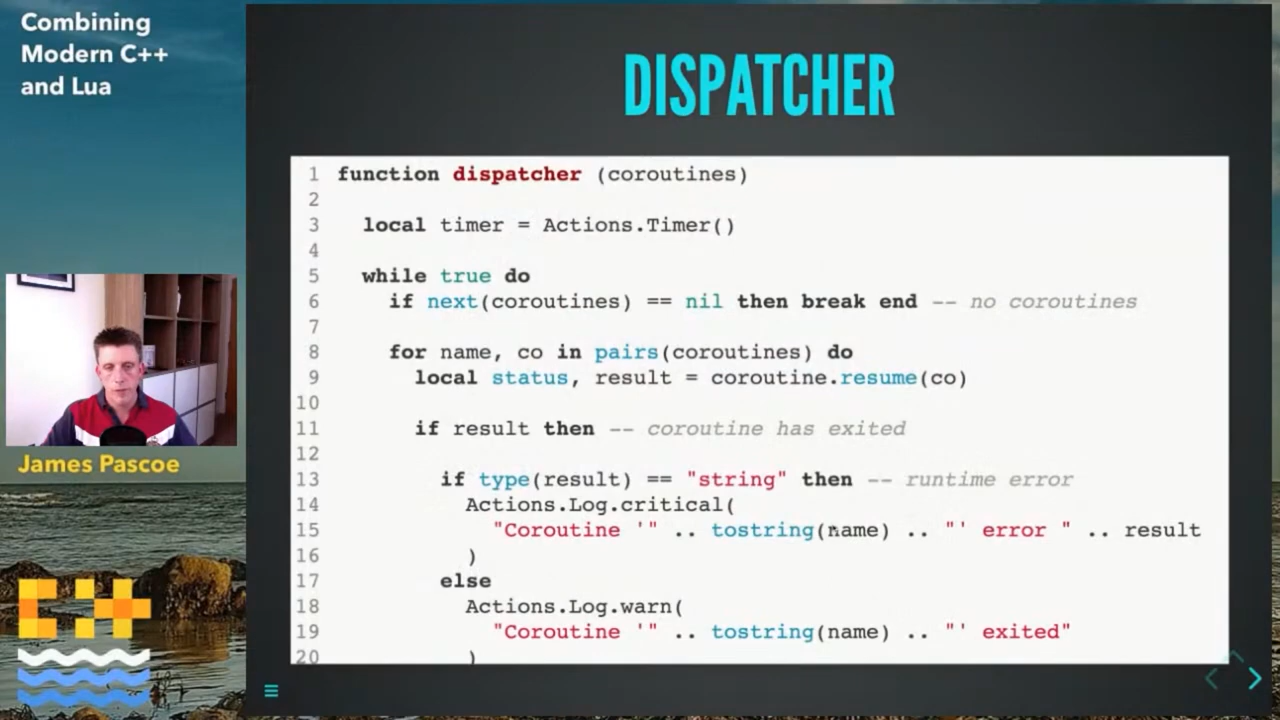 Combining
Modern C++
and Lua
James Pascoe
C++
DISPATCHER
1 function dispatcher (coroutines)
2
3 local timer = Actions.Timer()
4
5 while true do
6 if next(coroutines) == nil then break end -- no coroutines
7
8 for name, co in pairs(coroutines) do
9 local status, result = coroutine.resume(co)
10
11 if result then -- coroutine has exited
12
13 if type(result) == "string" then -- runtime error
14 Actions.Log.critical(
15 "Coroutine '" .. tostring(name) .. "' error " .. result
16 )
17 else
18 Actions.Log.warn(
19 "Coroutine '" .. tostring(name) .. "' exited"
20 )